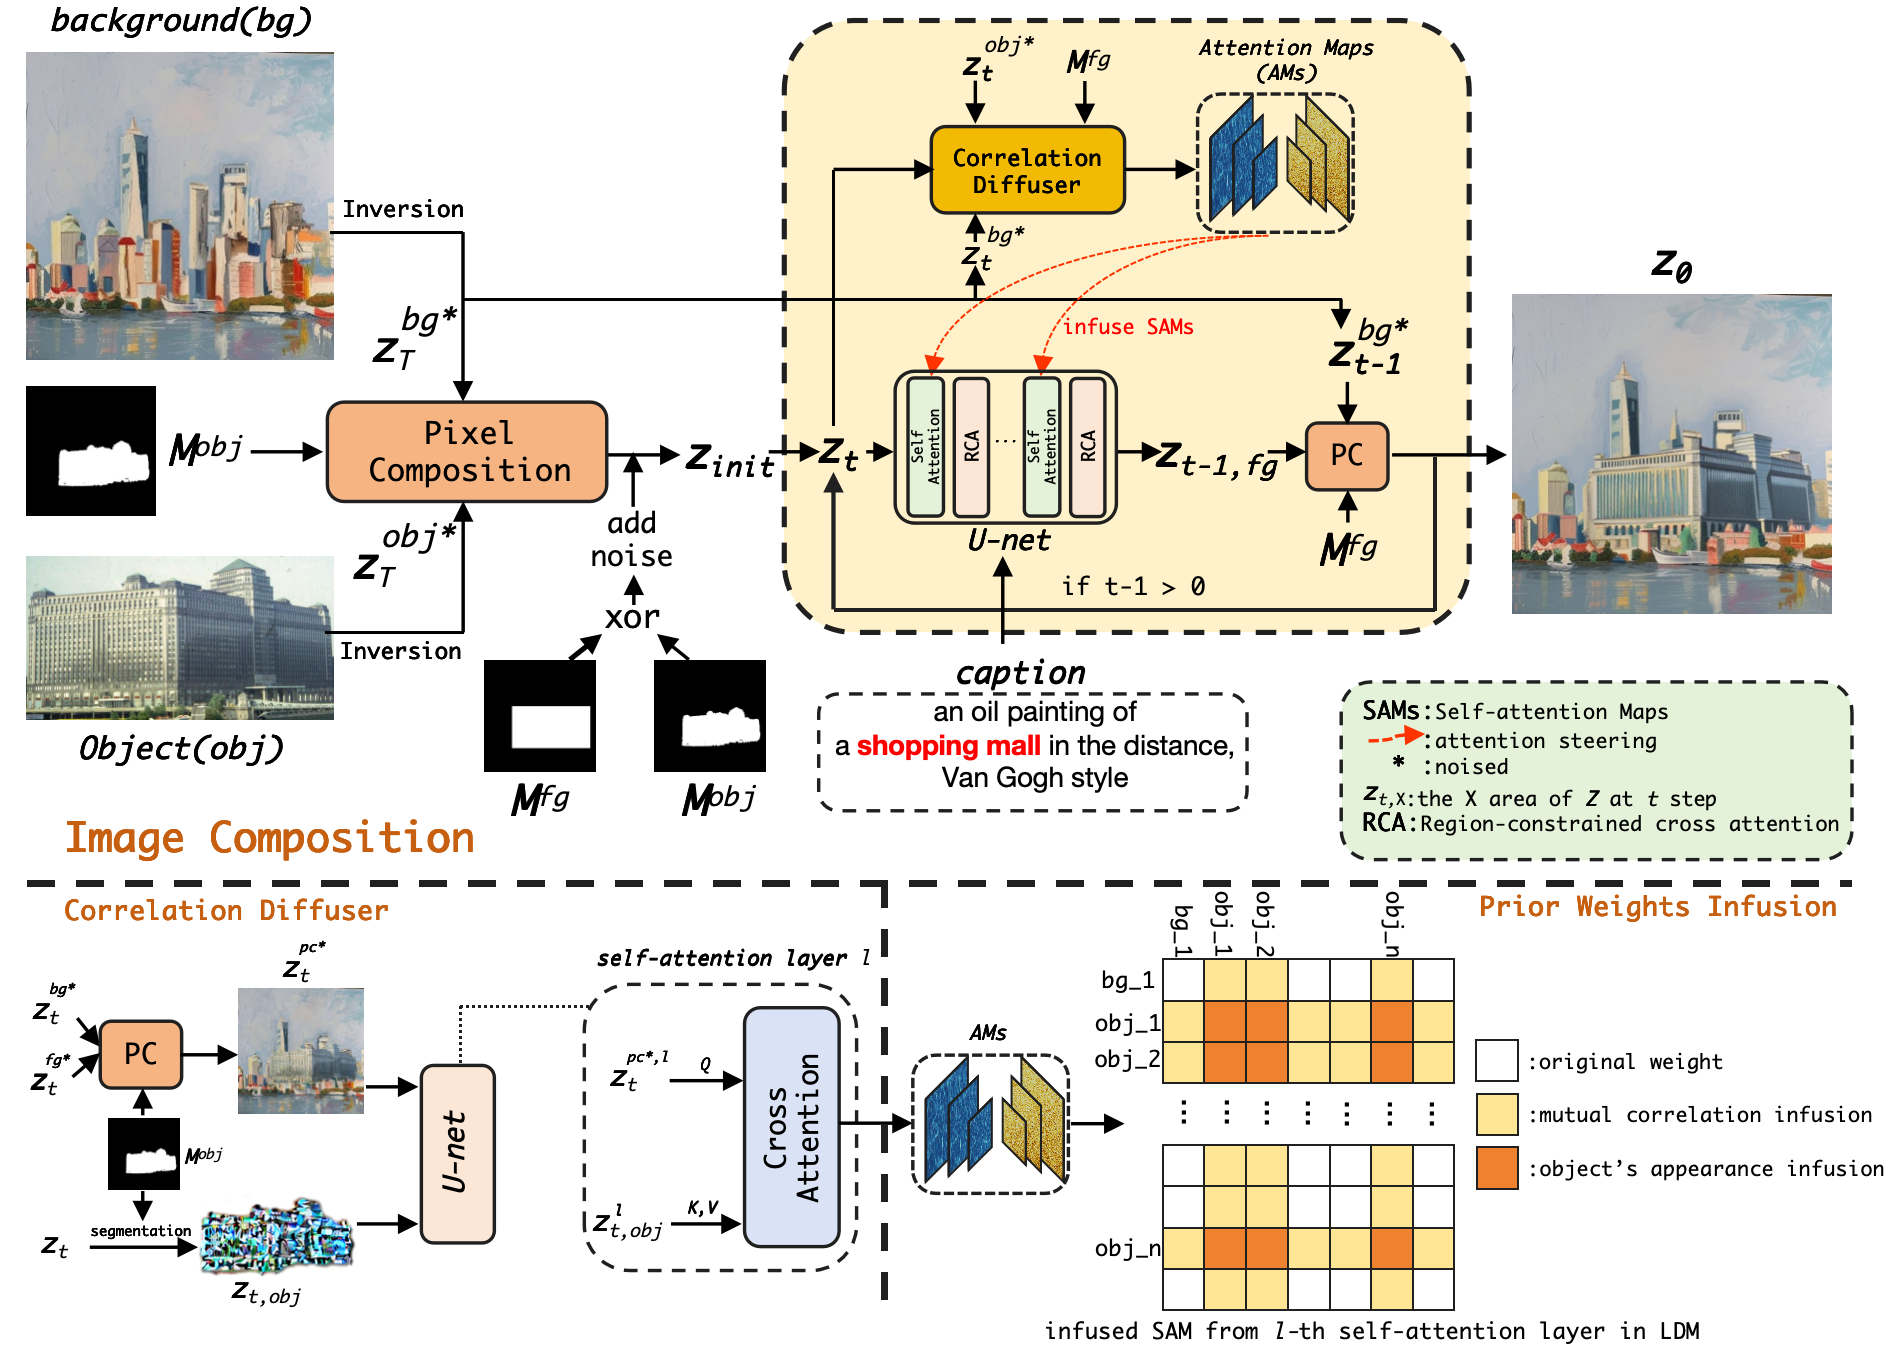 background(bg)
Inversion
z_T^{bg*}
M^{obj}
Pixel
Composition
z_T^{obj*}
Inversion
Object(obj)
add
noise
xor
M^{fg}
M^{obj}
z_{init}
z_t^{obj*}
M^{fg}
Correlation
Diffuser
Attention Maps
(AMs)
z_t^{bg*}
infuse SAMs
z_t
Self
Attention
RCA
...
Self
Attention
RCA
U-net
z_{t-1,fg}
z_{t-1}^{bg*}
PC
M^{fg}
if t-1 > 0
z_0
caption
an oil painting of
a shopping mall in the distance,
Van Gogh style
SAMs:Self-attention Maps
:attention steering
* :noised
z_{t,X}:the X area of Z at t step
RCA:Region-constrained cross attention
Image Composition
Correlation Diffuser
z_t^{bg*}
z_t^{fg*}
PC
z_t^{pc*}
M^{obj}
segmentation
z_t
z_{t,obj}
U-net
self-attention layer l
z_t^{pc*,l}
Q
z_{t,obj}^l
K,V
Cross
Attention
AMs
Prior Weights Infusion
bg_1
obj_1
obj_2
obj_n
bg_1
obj_1
obj_2
obj_n
:original weight
:mutual correlation infusion
:object's appearance infusion
infused SAM from l-th self-attention layer in LDM